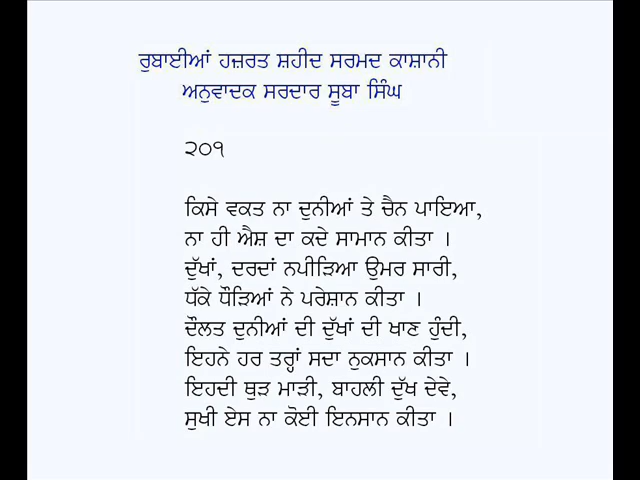 ਰੁਬਾਈਆਂ ਹਜ਼ਰਤ ਸ਼ਹੀਦ ਸਰਮਦ ਕਾਸ਼ਾਨੀ
ਅਨੁਵਾਦਕ ਸਰਦਾਰ ਸੂਬਾ ਸਿੰਘ
੨੦੧
ਕਿਸੇ ਵਕਤ ਨਾ ਦੁਨੀਆਂ ਤੇ ਚੈਨ ਪਾਇਆ,
ਨਾ ਹੀ ਐਸ਼ ਦਾ ਕਦੇ ਸਾਮਾਨ ਕੀਤਾ ।
ਦੁੱਖਾਂ, ਦਰਦਾਂ ਨਪੀੜਿਆ ਉਮਰ ਸਾਰੀ,
ਧੱਕੇ ਧੌੜਿਆਂ ਨੇ ਪਰੇਸ਼ਾਨ ਕੀਤਾ ।
ਦੌਲਤ ਦੁਨੀਆਂ ਦੀ ਦੁੱਖਾਂ ਦੀ ਖਾਣ ਹੁੰਦੀ,
ਇਹਨੇ ਹਰ ਤਰ੍ਹਾਂ ਸਦਾ ਨੁਕਸਾਨ ਕੀਤਾ ।
ਇਹਦੀ ਥੁੜ ਮਾੜੀ, ਬਾਹਲੀ ਦੁੱਖ ਦੇਵੇ,
ਸੁਖੀ ਏਸ ਨਾ ਕੋਈ ਇਨਸਾਨ ਕੀਤਾ ।